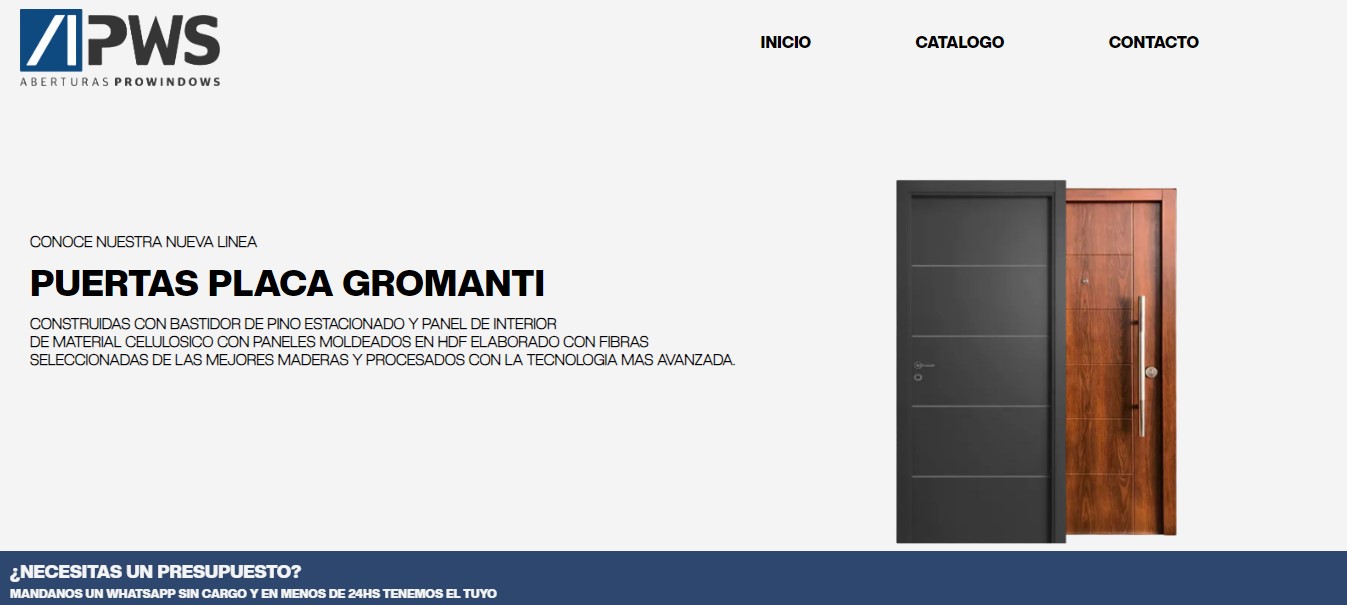 APWS
ABERTURAS PROWINDOWS
INICIO
CATALOGO
CONTACTO
CONOCE NUESTRA NUEVA LINEA
PUERTAS PLACA GROMANTI
CONSTRUIDAS CON BASTIDOR DE PINO ESTACIONADO Y PANEL DE INTERIOR
DE MATERIAL CELULOSICO CON PANELES MOLDEADOS EN HDF ELABORADO CON FIBRAS
SELECCIONADAS DE LAS MEJORES MADERAS Y PROCESADOS CON LA TECNOLOGIA MAS AVANZADA.
¿NECESITAS UN PRESUPUESTO?
MANDANOS UN WHATSAPP SIN CARGO Y EN MENOS DE 24HS TENEMOS EL TUYO